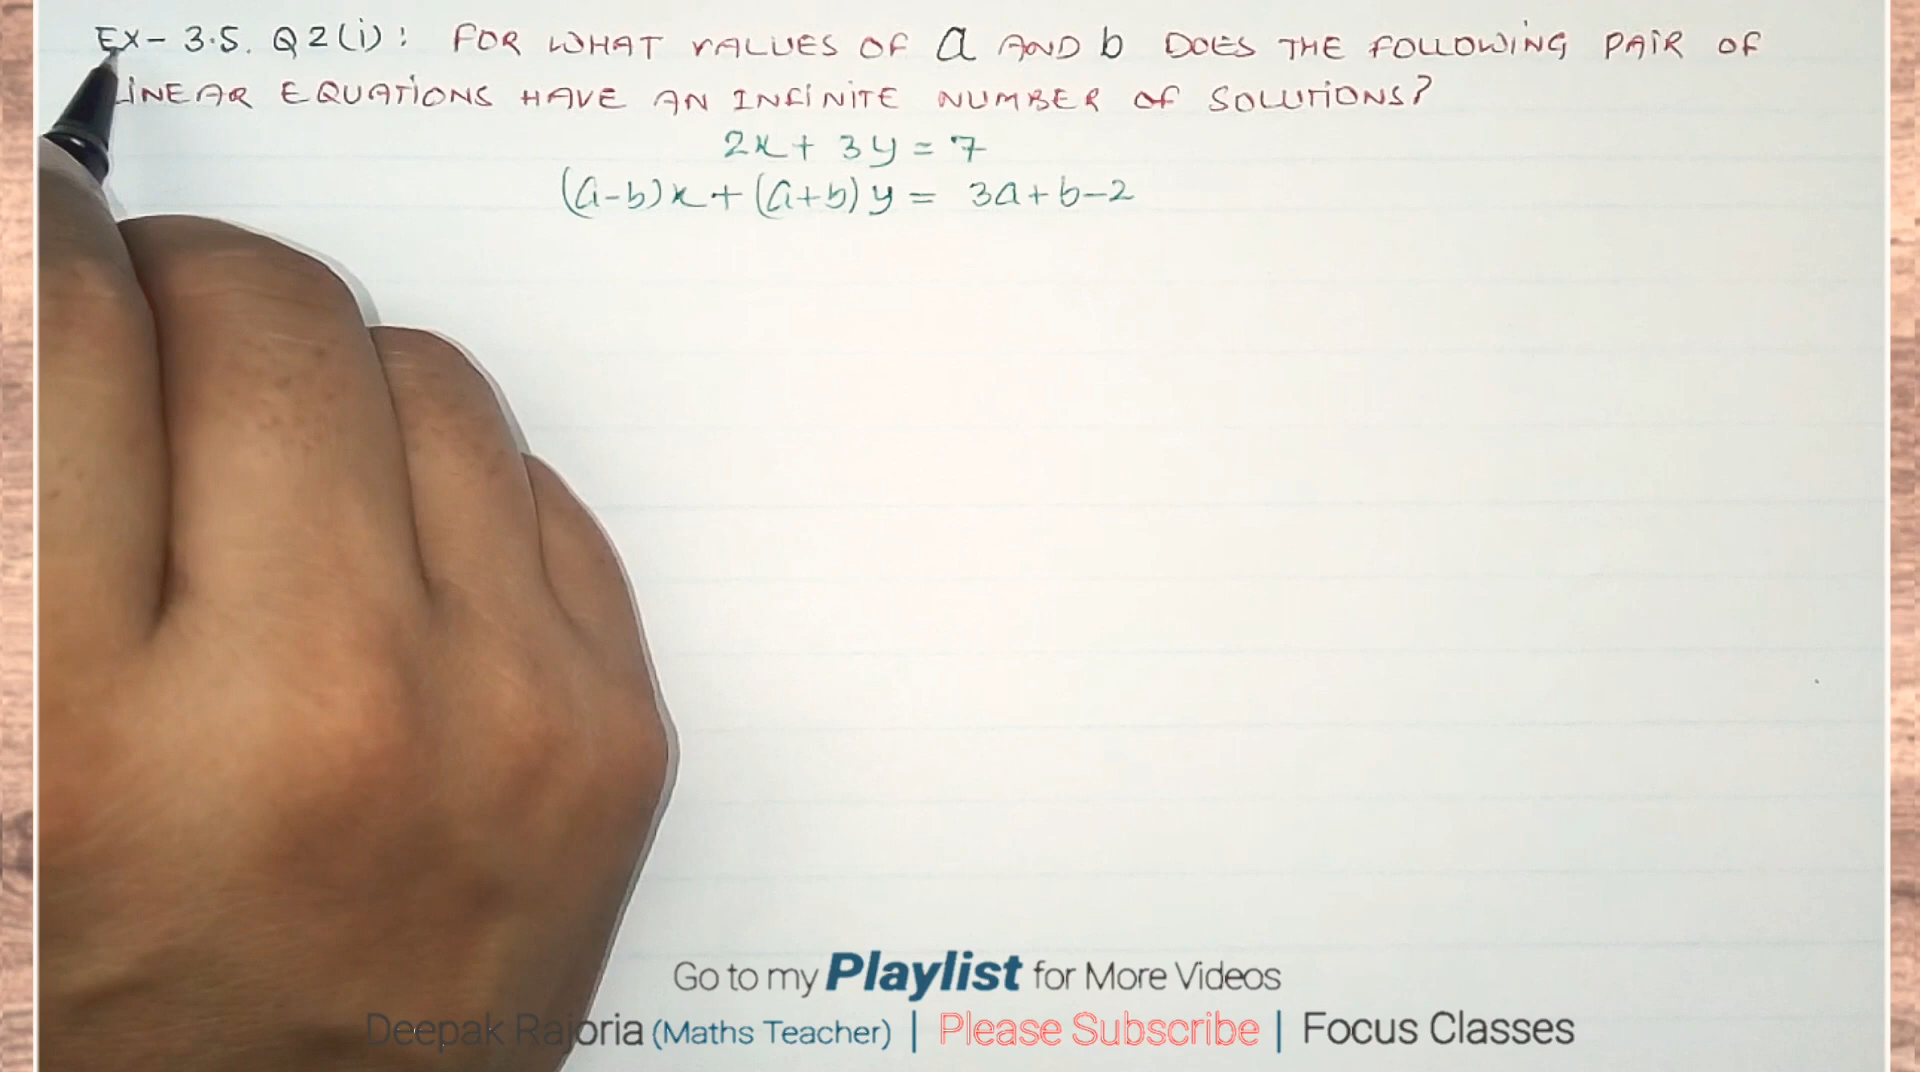 EX- 3.5. Q2(i): FOR WHAT VALUES OF a AND b DOES THE FOLLOWING PAIR OF
LINEAR EQUATIONS HAVE AN INFINITE NUMBER OF SOLUTIONS?
2x + 3y = 7
(a-b)x + (a+b)y = 3a+b-2
Go to my Playlist for More Videos
Deepak Rajoria (Maths Teacher) | Please Subscribe | Focus Classes